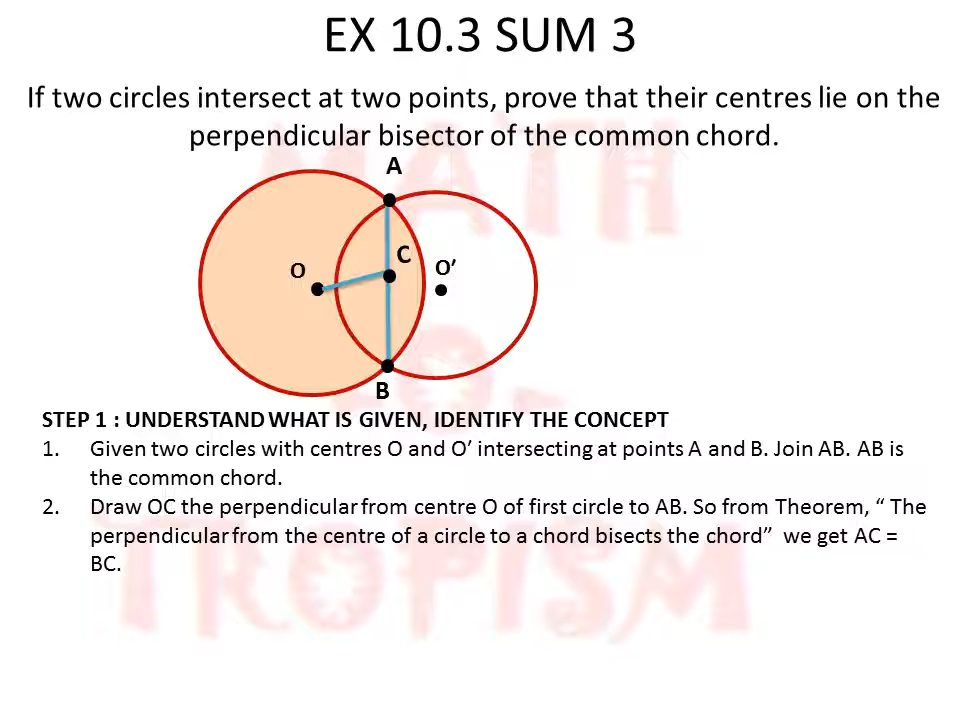 EX 10.3 SUM 3
If two circles intersect at two points, prove that their centres lie on the
perpendicular bisector of the common chord.
A
C
O
O′
B
STEP 1 : UNDERSTAND WHAT IS GIVEN, IDENTIFY THE CONCEPT
1. Given two circles with centres O and O′ intersecting at points A and B. Join AB. AB is
the common chord.
2. Draw OC the perpendicular from centre O of first circle to AB. So from Theorem, “ The
perpendicular from the centre of a circle to a chord bisects the chord” we get AC =
BC.
MATH
TROPISM